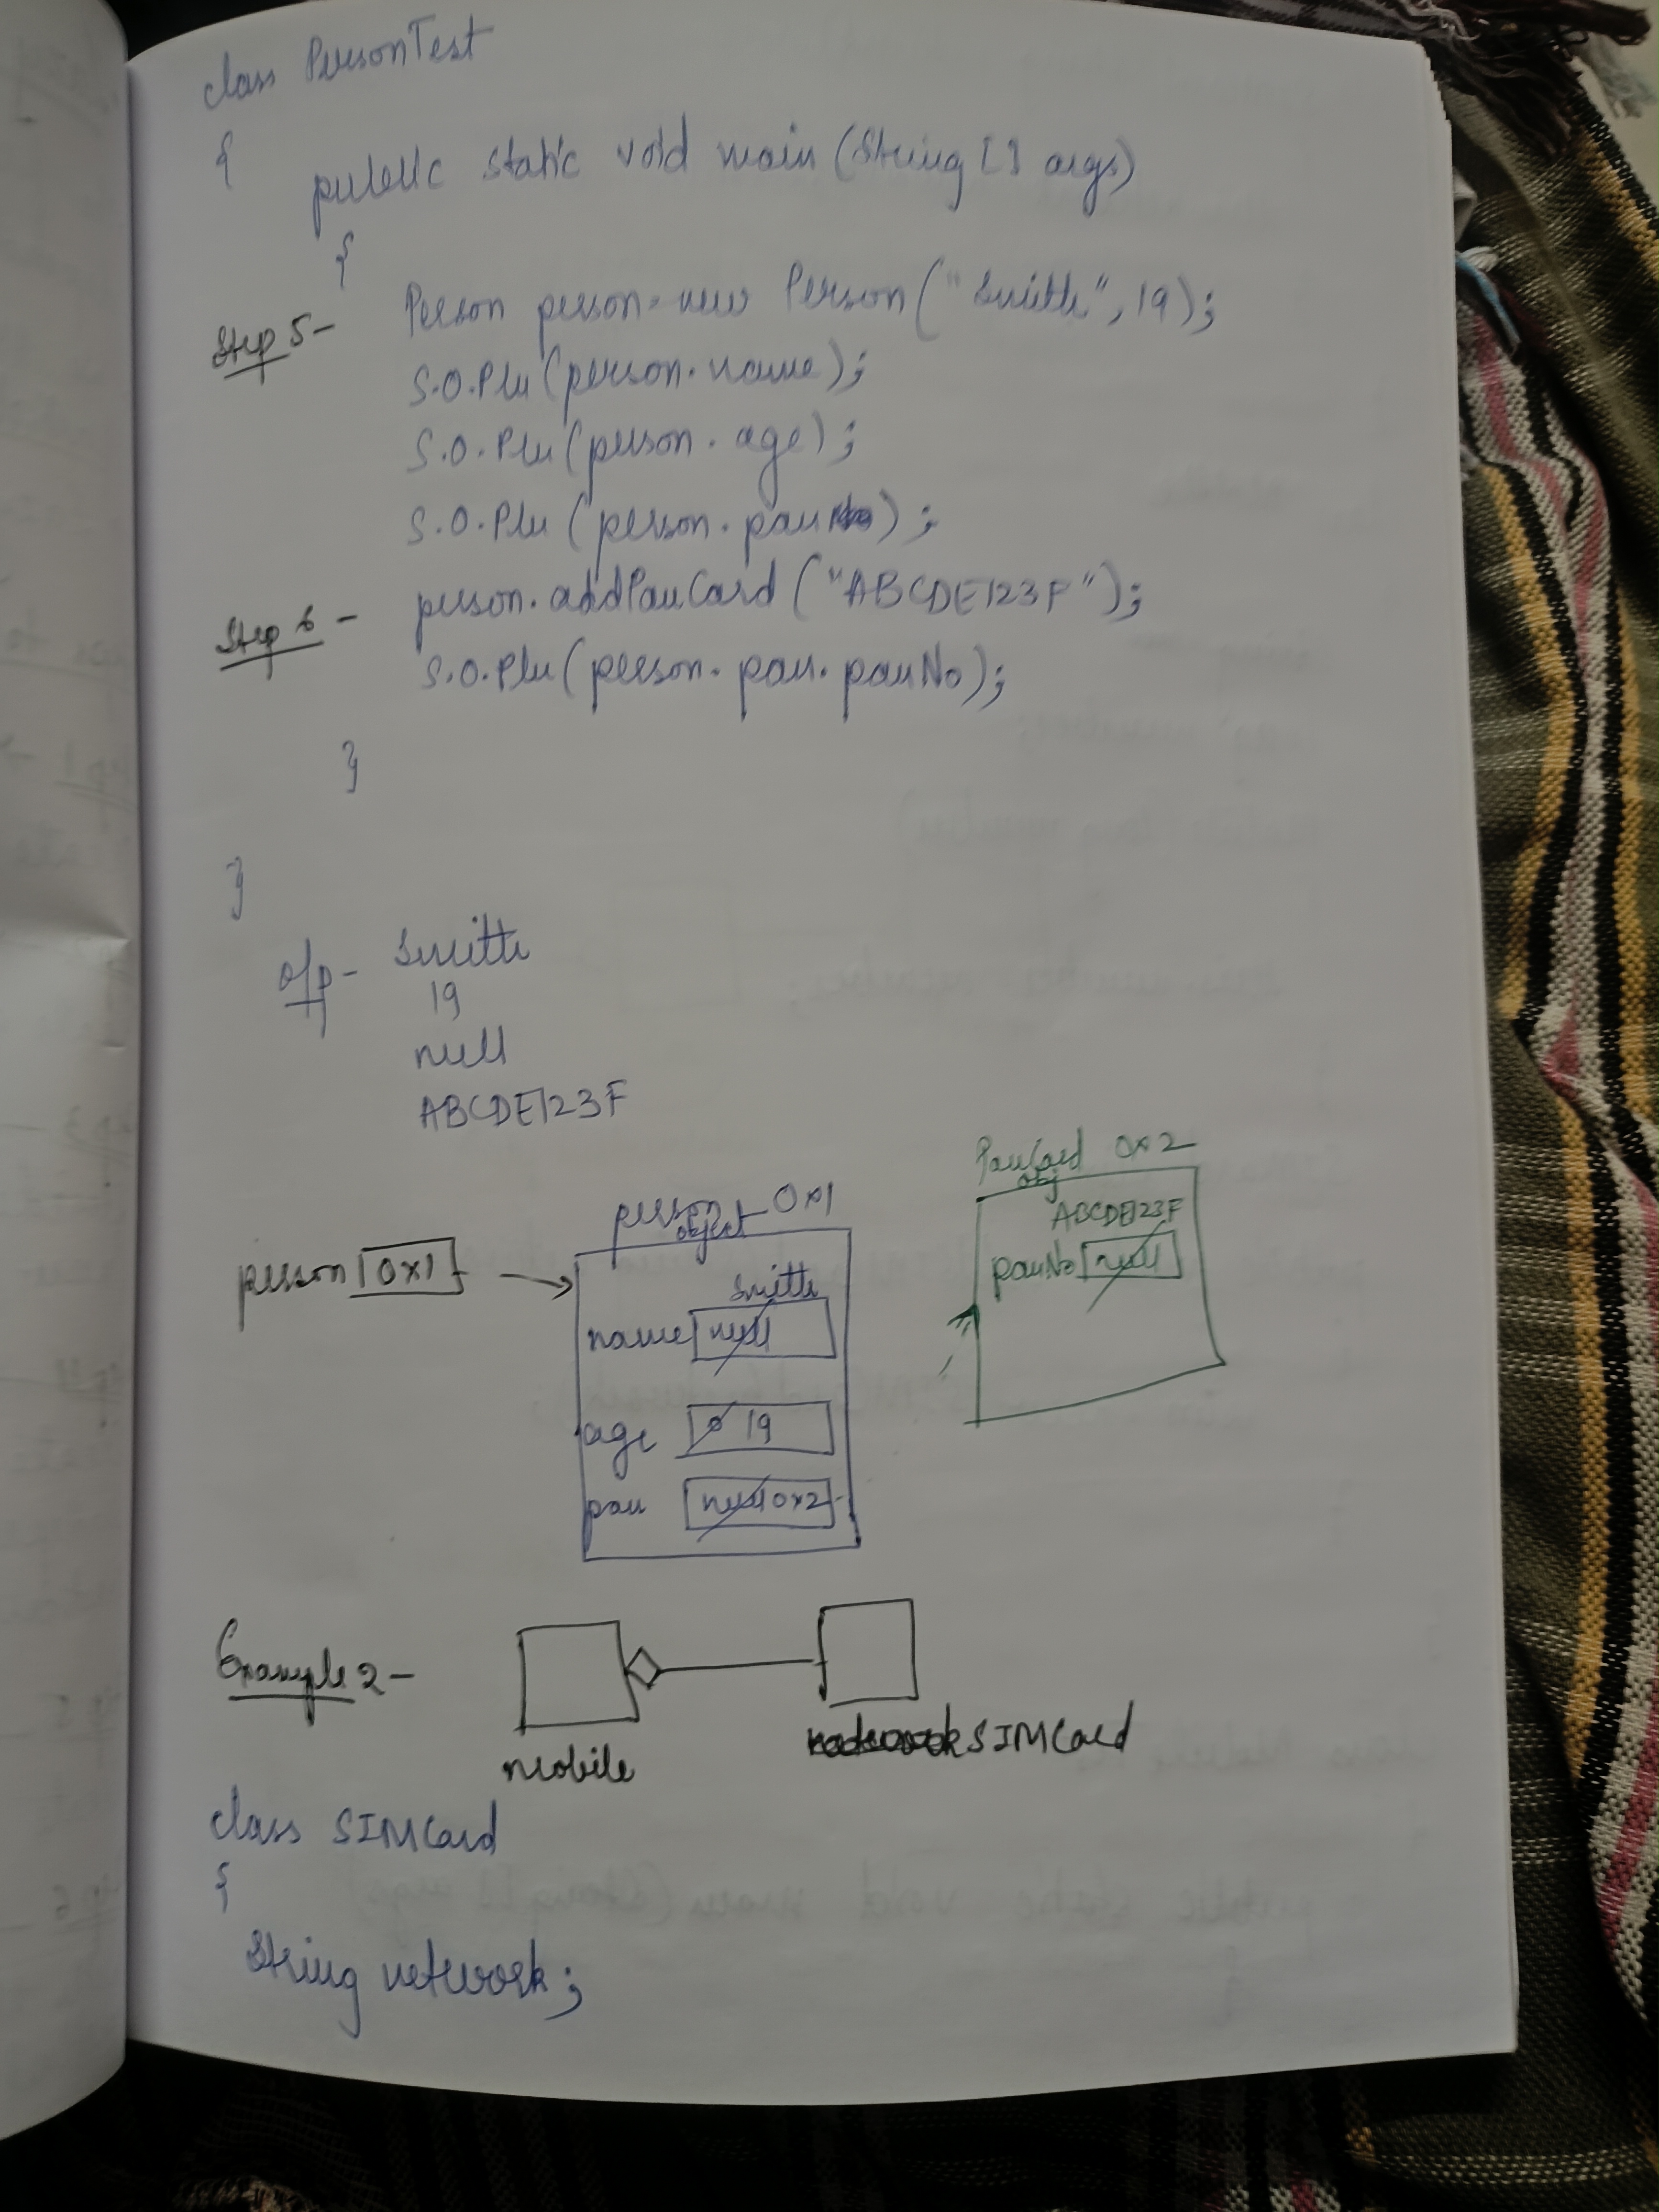 class PersonTest
{
public static void main (String [] args)
{
Step 5 - Person person = new Person ("Smith", 19);
S.O.Pln (person.name);
S.O.Pln (person.age);
S.O.Pln (person.pan);
Step 6 - person.addPanCard ("ABCDE123F");
S.O.Pln (person.pan.panNo);
}
}
o/p - Smith
19
null
ABCDE123F
person 0x1
person object 0x1
Smith
name null
age 0 19
pan null 0x2
PanCard obj 0x2
ABCDE123F
panNo null
Example 2 -
mobile
SIMCard
class SIMCard
{
String network;